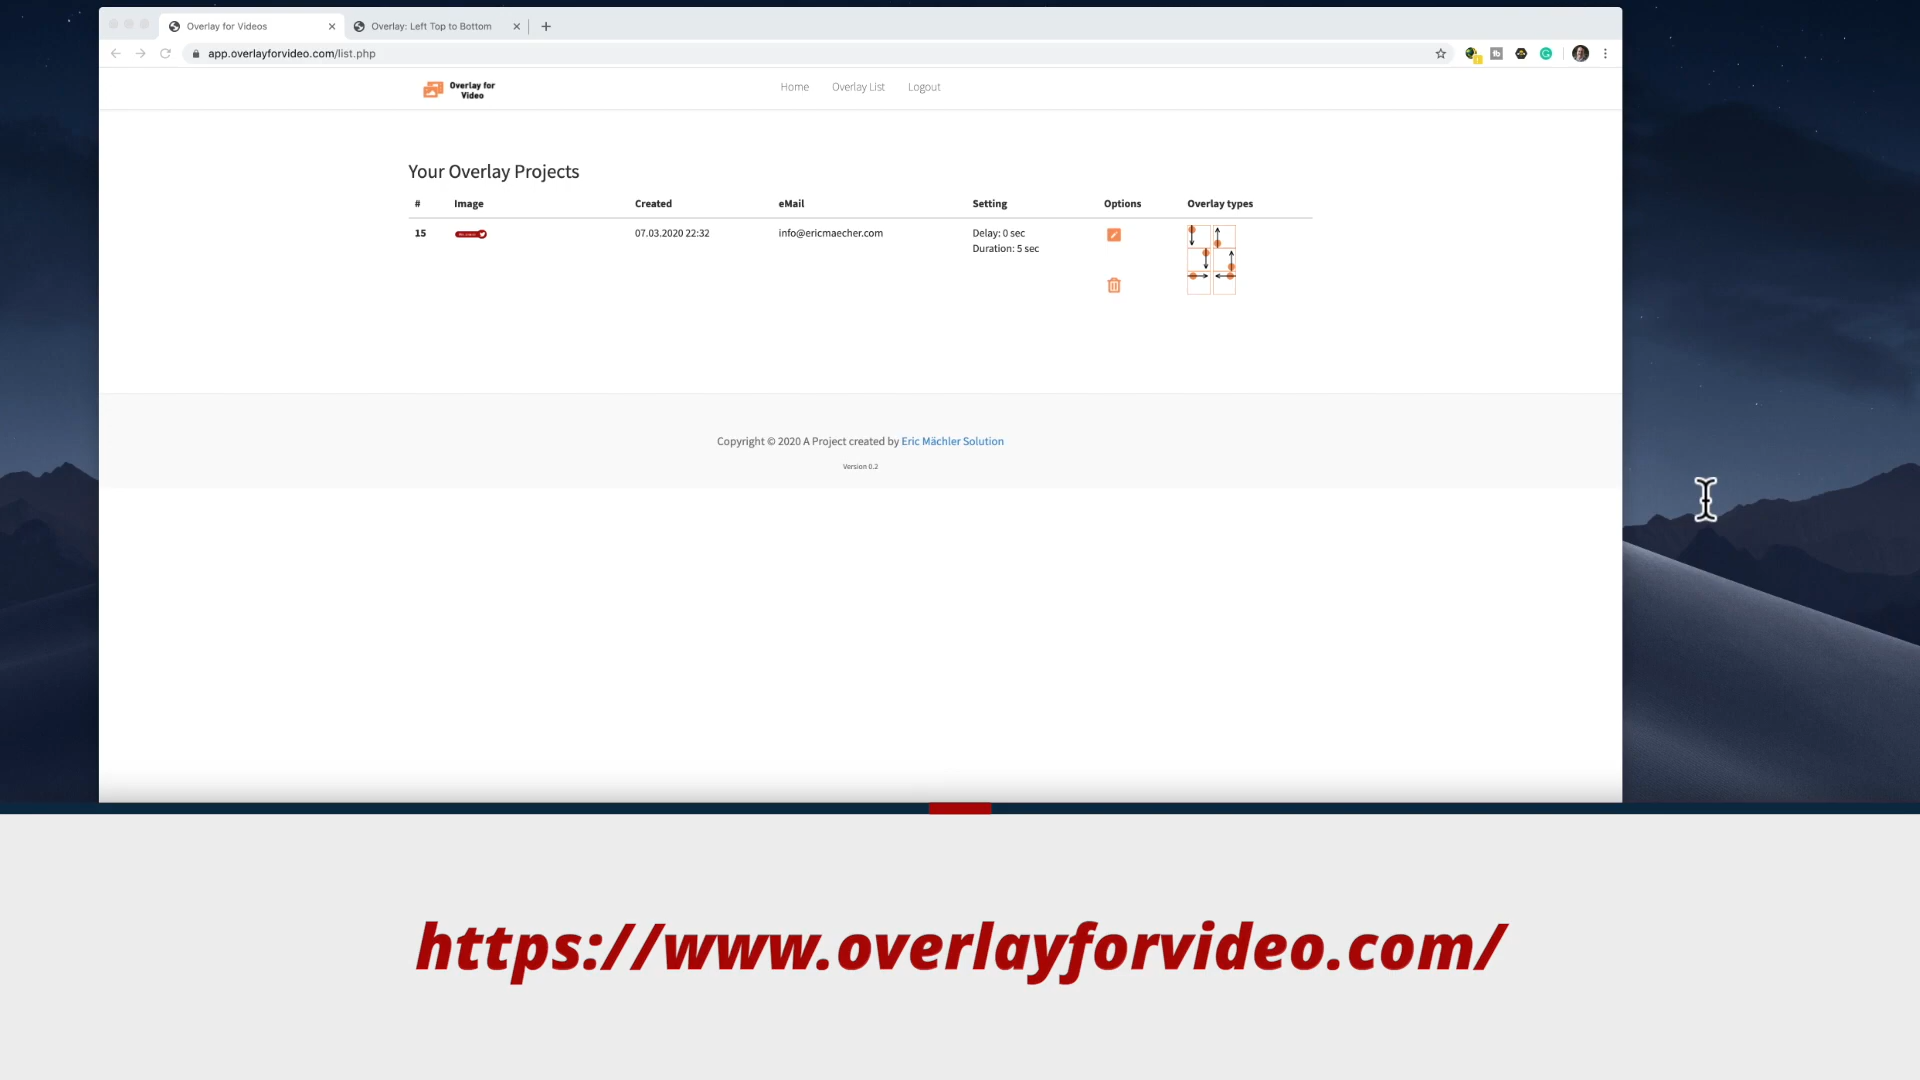 Overlay for Videos
Overlay: Left Top to Bottom
app.overlayforvideo.com/list.php
Overlay for
Video
Home
Overlay List
Logout
Your Overlay Projects
# Image Created eMail Setting Options Overlay types
15 07.03.2020 22:32 info@ericmaecher.com Delay: 0 sec
Duration: 5 sec
Copyright © 2020 A Project created by Eric Mächler Solution
Version 0.2
https://www.overlayforvideo.com/